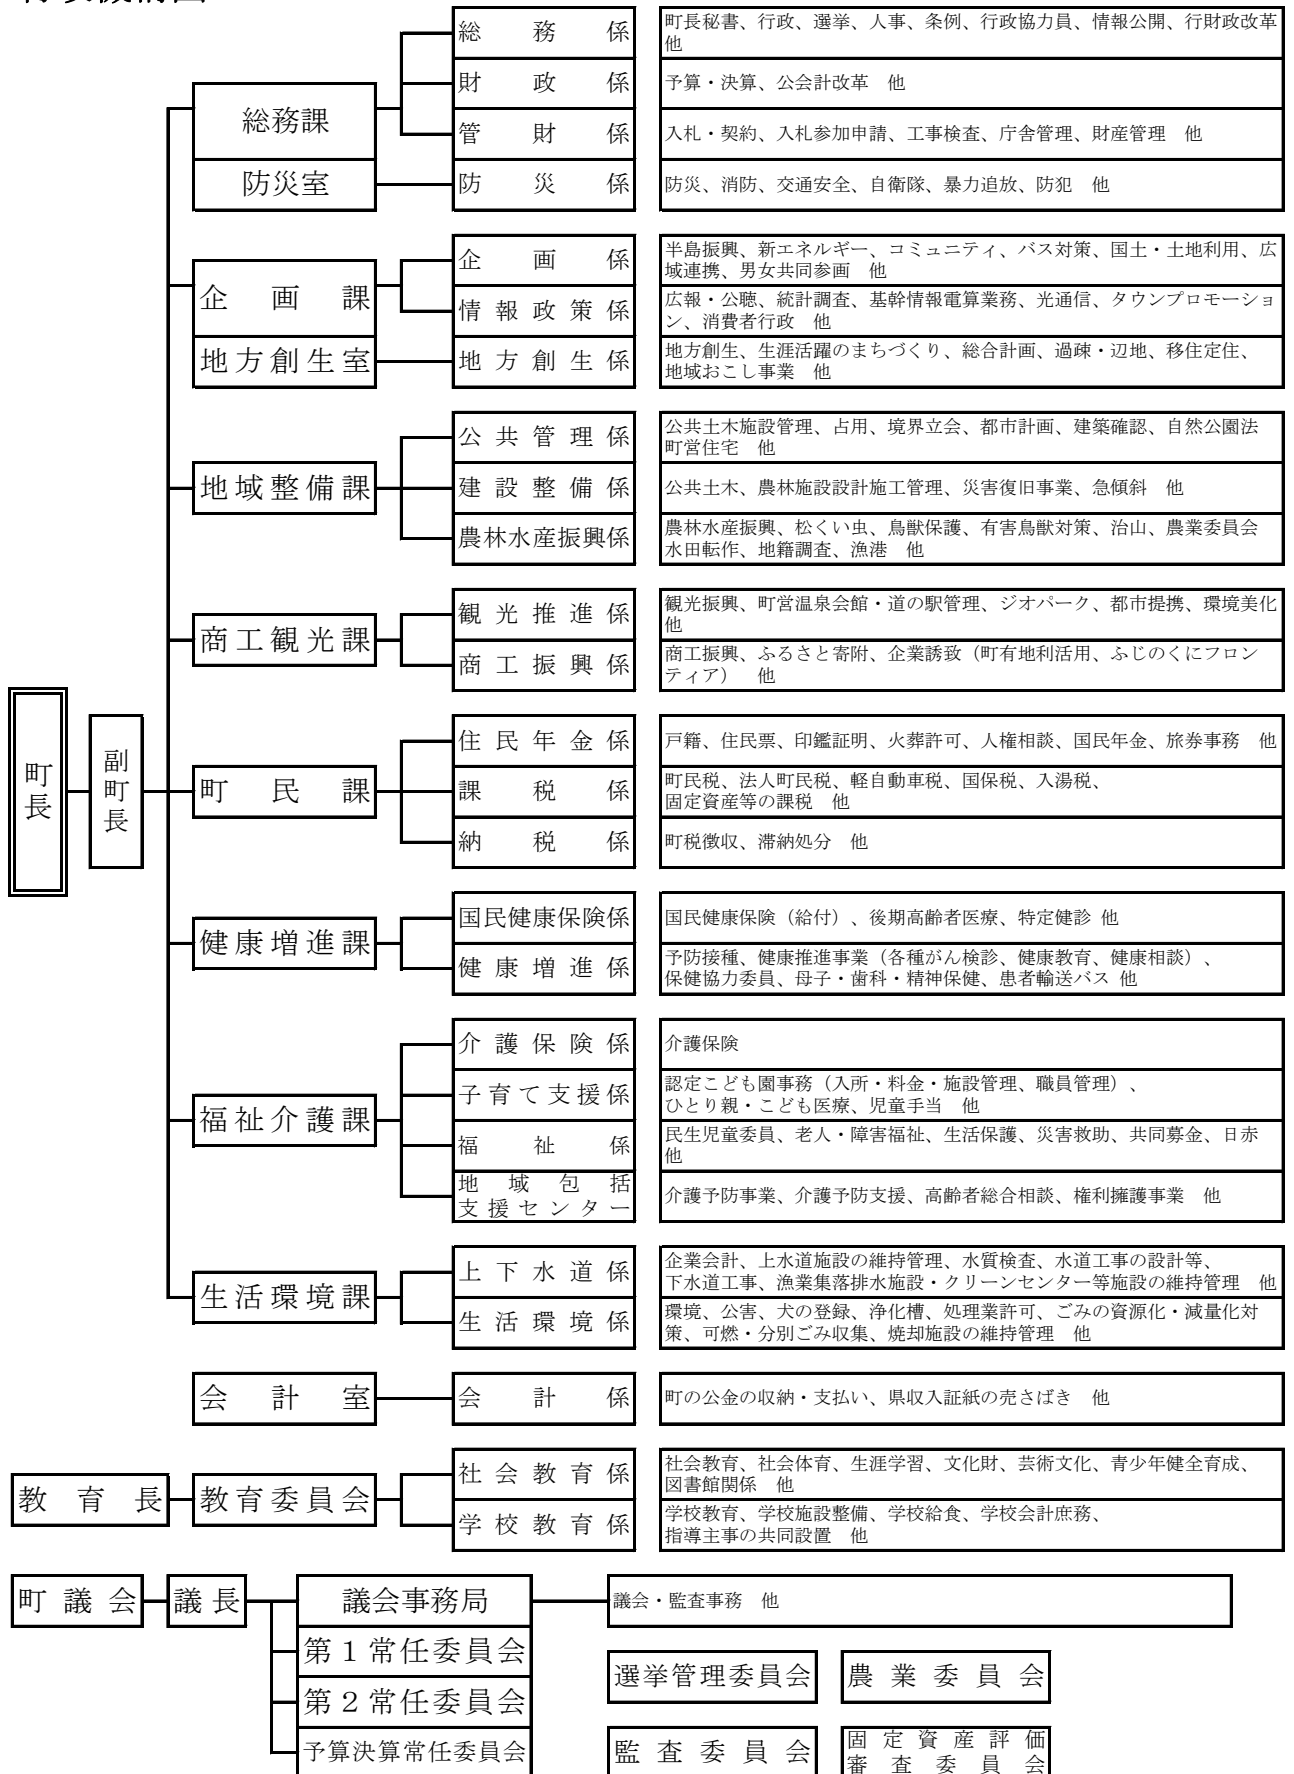 総務係
町長秘書、行政、選挙、人事、条例、行政協力員、情報公開、行財政改革
他
財政係
予算・決算、公会計改革 他
総務課
管財係
入札・契約、入札参加申請、工事検査、庁舎管理、財産管理 他
防災室
防災係
防災、消防、交通安全、自衛隊、暴力追放、防犯 他
企画課
企画係
半島振興、新エネルギー、コミュニティ、バス対策、国土・土地利用、広
域連携、男女共同参画 他
情報政策係
広報・公聴、統計調査、基幹情報電算業務、光通信、タウンプロモーショ
ン、消費者行政 他
地方創生室
地方創生係
地方創生、生涯活躍のまちづくり、総合計画、過疎・辺地、移住定住、
地域おこし事業 他
地域整備課
公共管理係
公共土木施設管理、占用、境界立会、都市計画、建築確認、自然公園法
町営住宅 他
建設整備係
公共土木、農林施設設計施工管理、災害復旧事業、急傾斜 他
農林水産振興係
農林水産振興、松くい虫、鳥獣保護、有害鳥獣対策、治山、農業委員会
水田転作、地籍調査、漁港 他
商工観光課
観光推進係
観光振興、町営温泉会館・道の駅管理、ジオパーク、都市提携、環境美化
他
商工振興係
商工振興、ふるさと寄附、企業誘致（町有地利活用、ふじのくにフロン
ティア） 他
町長
副町長
町民課
住民年金係
戸籍、住民票、印鑑証明、火葬許可、人権相談、国民年金、旅券事務 他
課税係
町民税、法人町民税、軽自動車税、国保税、入湯税、
固定資産等の課税 他
納税係
町税徴収、滞納処分 他
健康増進課
国民健康保険係
国民健康保険（給付）、後期高齢者医療、特定健診 他
健康増進係
予防接種、健康推進事業（各種がん検診、健康教育、健康相談）、
保健協力委員、母子・歯科・精神保健、患者輸送バス 他
福祉介護課
介護保険係
介護保険
子育て支援係
認定こども園事務（入所・料金・施設管理、職員管理）、
ひとり親・こども医療、児童手当 他
福祉係
民生児童委員、老人・障害福祉、生活保護、災害救助、共同募金、日赤
他
地域包括
支援センター
介護予防事業、介護予防支援、高齢者総合相談、権利擁護事業 他
生活環境課
上下水道係
企業会計、上水道施設の維持管理、水質検査、水道工事の設計等、
下水道工事、漁業集落排水施設・クリーンセンター等施設の維持管理 他
生活環境係
環境、公害、犬の登録、浄化槽、処理業許可、ごみの資源化・減量化対
策、可燃・分別ごみ収集、焼却施設の維持管理 他
会計室
会計係
町の公金の収納・支払い、県収入証紙の売さばき 他
教育長
教育委員会
社会教育係
社会教育、社会体育、生涯学習、文化財、芸術文化、青少年健全育成、
図書館関係 他
学校教育係
学校教育、学校施設整備、学校給食、学校会計庶務、
指導主事の共同設置 他
町議会
議長
議会事務局
議会・監査事務 他
第１常任委員会
第２常任委員会
予算決算常任委員会
選挙管理委員会
農業委員会
監査委員会
固定資産評価
審査委員会